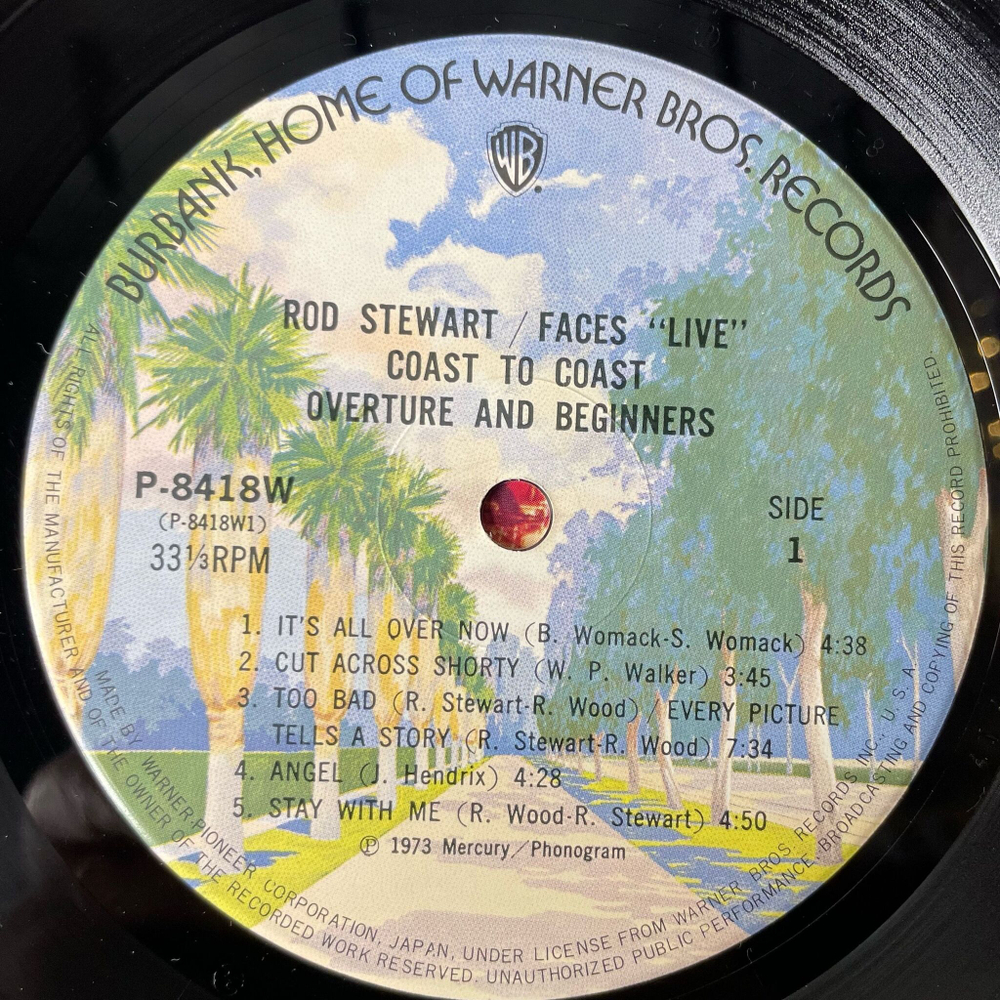 BURBANK, HOME OF WARNER BROS. RECORDS
WB
ROD STEWART / FACES “LIVE”
COAST TO COAST
OVERTURE AND BEGINNERS
P-8418W
(P-8418W1)
33⅓RPM
SIDE
1
1. IT'S ALL OVER NOW (B. Womack-S. Womack) 4:38
2. CUT ACROSS SHORTY (W. P. Walker) 3:45
3. TOO BAD (R. Stewart-R. Wood) / EVERY PICTURE
TELLS A STORY (R. Stewart-R. Wood) 7:34
4. ANGEL (J. Hendrix) 4:28
5. STAY WITH ME (R. Wood-R. Stewart) 4:50
Ⓟ 1973 Mercury/Phonogram
MADE BY WARNER-PIONEER CORPORATION, JAPAN, UNDER LICENSE FROM WARNER BROS. RECORDS INC., U. S. A.
ALL RIGHTS OF THE MANUFACTURER AND OF THE OWNER OF THE RECORDED WORK RESERVED. UNAUTHORIZED PUBLIC PERFORMANCE, BROADCASTING AND COPYING OF THIS RECORD PROHIBITED.